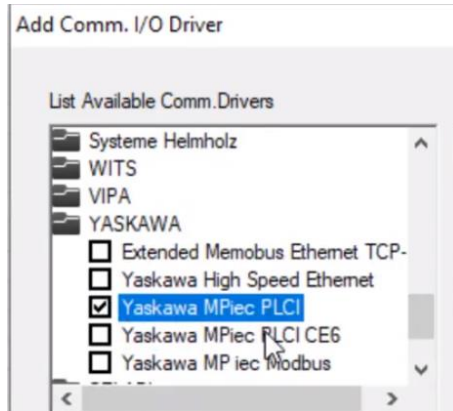 Add Comm. I/O Driver
List Available Comm.Drivers
Systeme Helmholz
WITS
VIPA
YASKAWA
Extended Memobus Ethernet TCP-
Yaskawa High Speed Ethernet
Yaskawa MPiec PLCI
Yaskawa MPiec PLCI CE6
Yaskawa MP iec Modbus